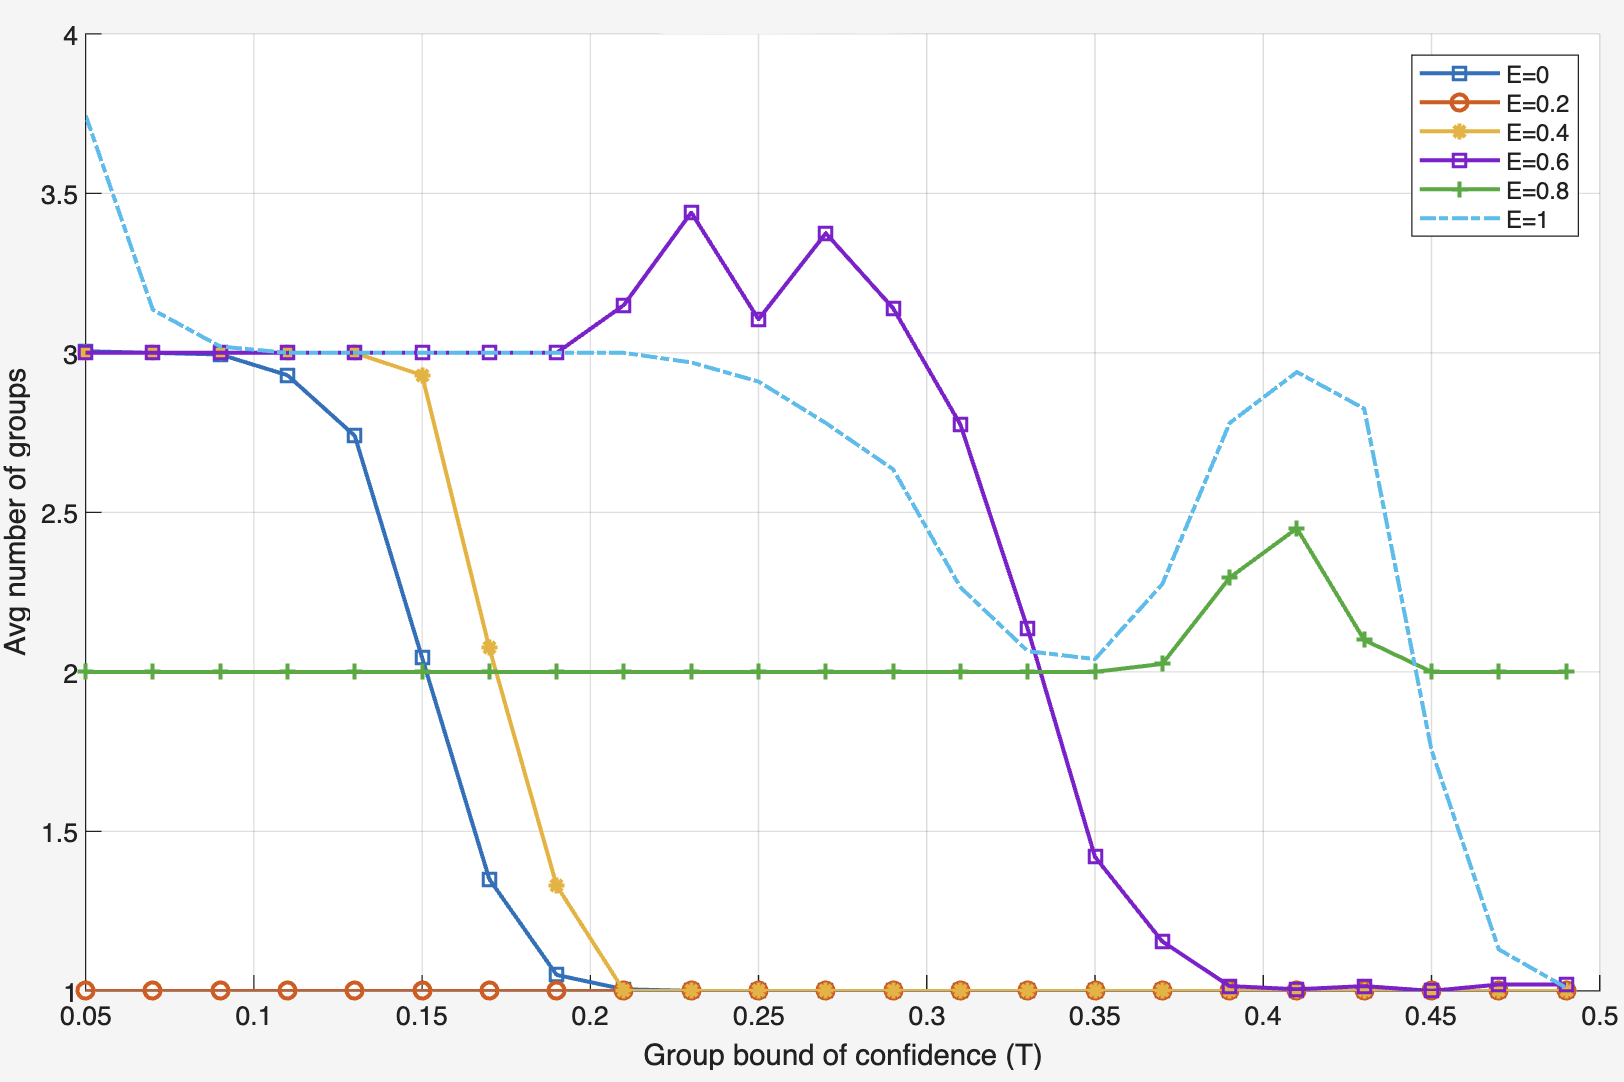 4
3.5
3
2.5
2
1.5
1
0.05
0.1
0.15
0.2
0.25
0.3
0.35
0.4
0.45
0.5
Avg number of groups
Group bound of confidence (T)
E=0
E=0.2
E=0.4
E=0.6
E=0.8
E=1